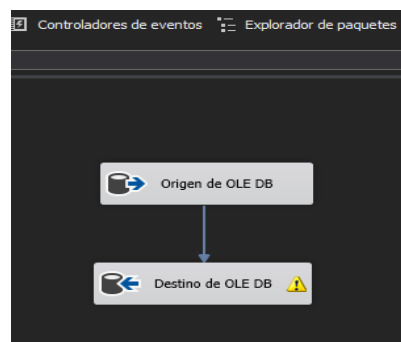 Controladores de eventos Explorador de paquetes
Origen de OLE DB
Destino de OLE DB